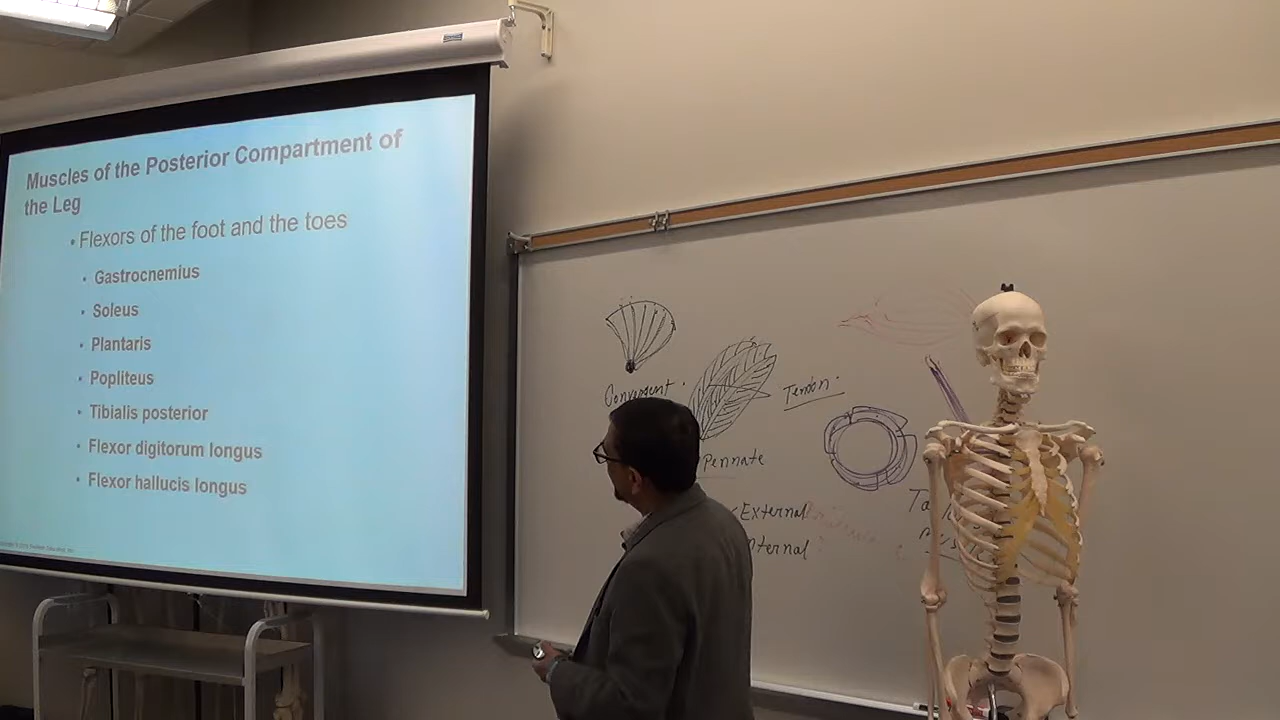 Muscles of the Posterior Compartment of
the Leg
• Flexors of the foot and the toes
• Gastrocnemius
• Soleus
• Plantaris
• Popliteus
• Tibialis posterior
• Flexor digitorum longus
• Flexor hallucis longus
Convergent
Tendon
Pennate
External
Internal